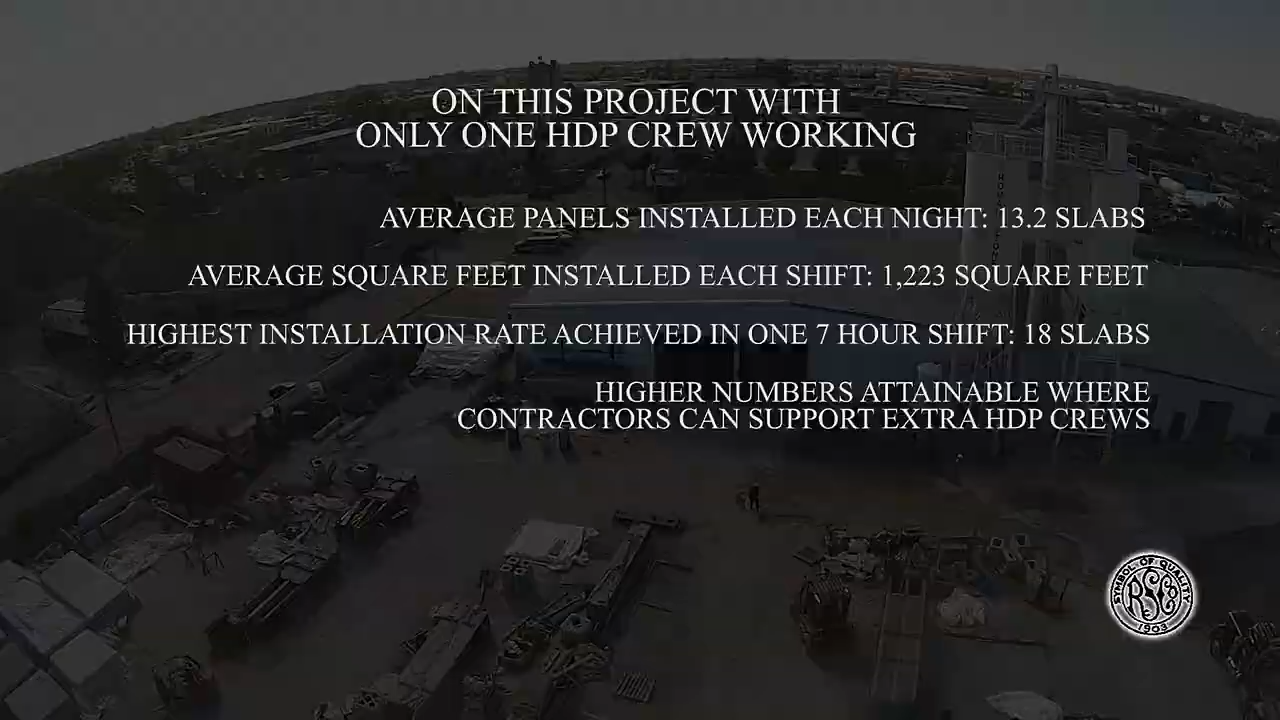 ON THIS PROJECT WITH
ONLY ONE HDP CREW WORKING
AVERAGE PANELS INSTALLED EACH NIGHT: 13.2 SLABS
AVERAGE SQUARE FEET INSTALLED EACH SHIFT: 1,223 SQUARE FEET
HIGHEST INSTALLATION RATE ACHIEVED IN ONE 7 HOUR SHIFT: 18 SLABS
HIGHER NUMBERS ATTAINABLE WHERE
CONTRACTORS CAN SUPPORT EXTRA HDP CREWS
SYMBOL OF QUALITY
1903